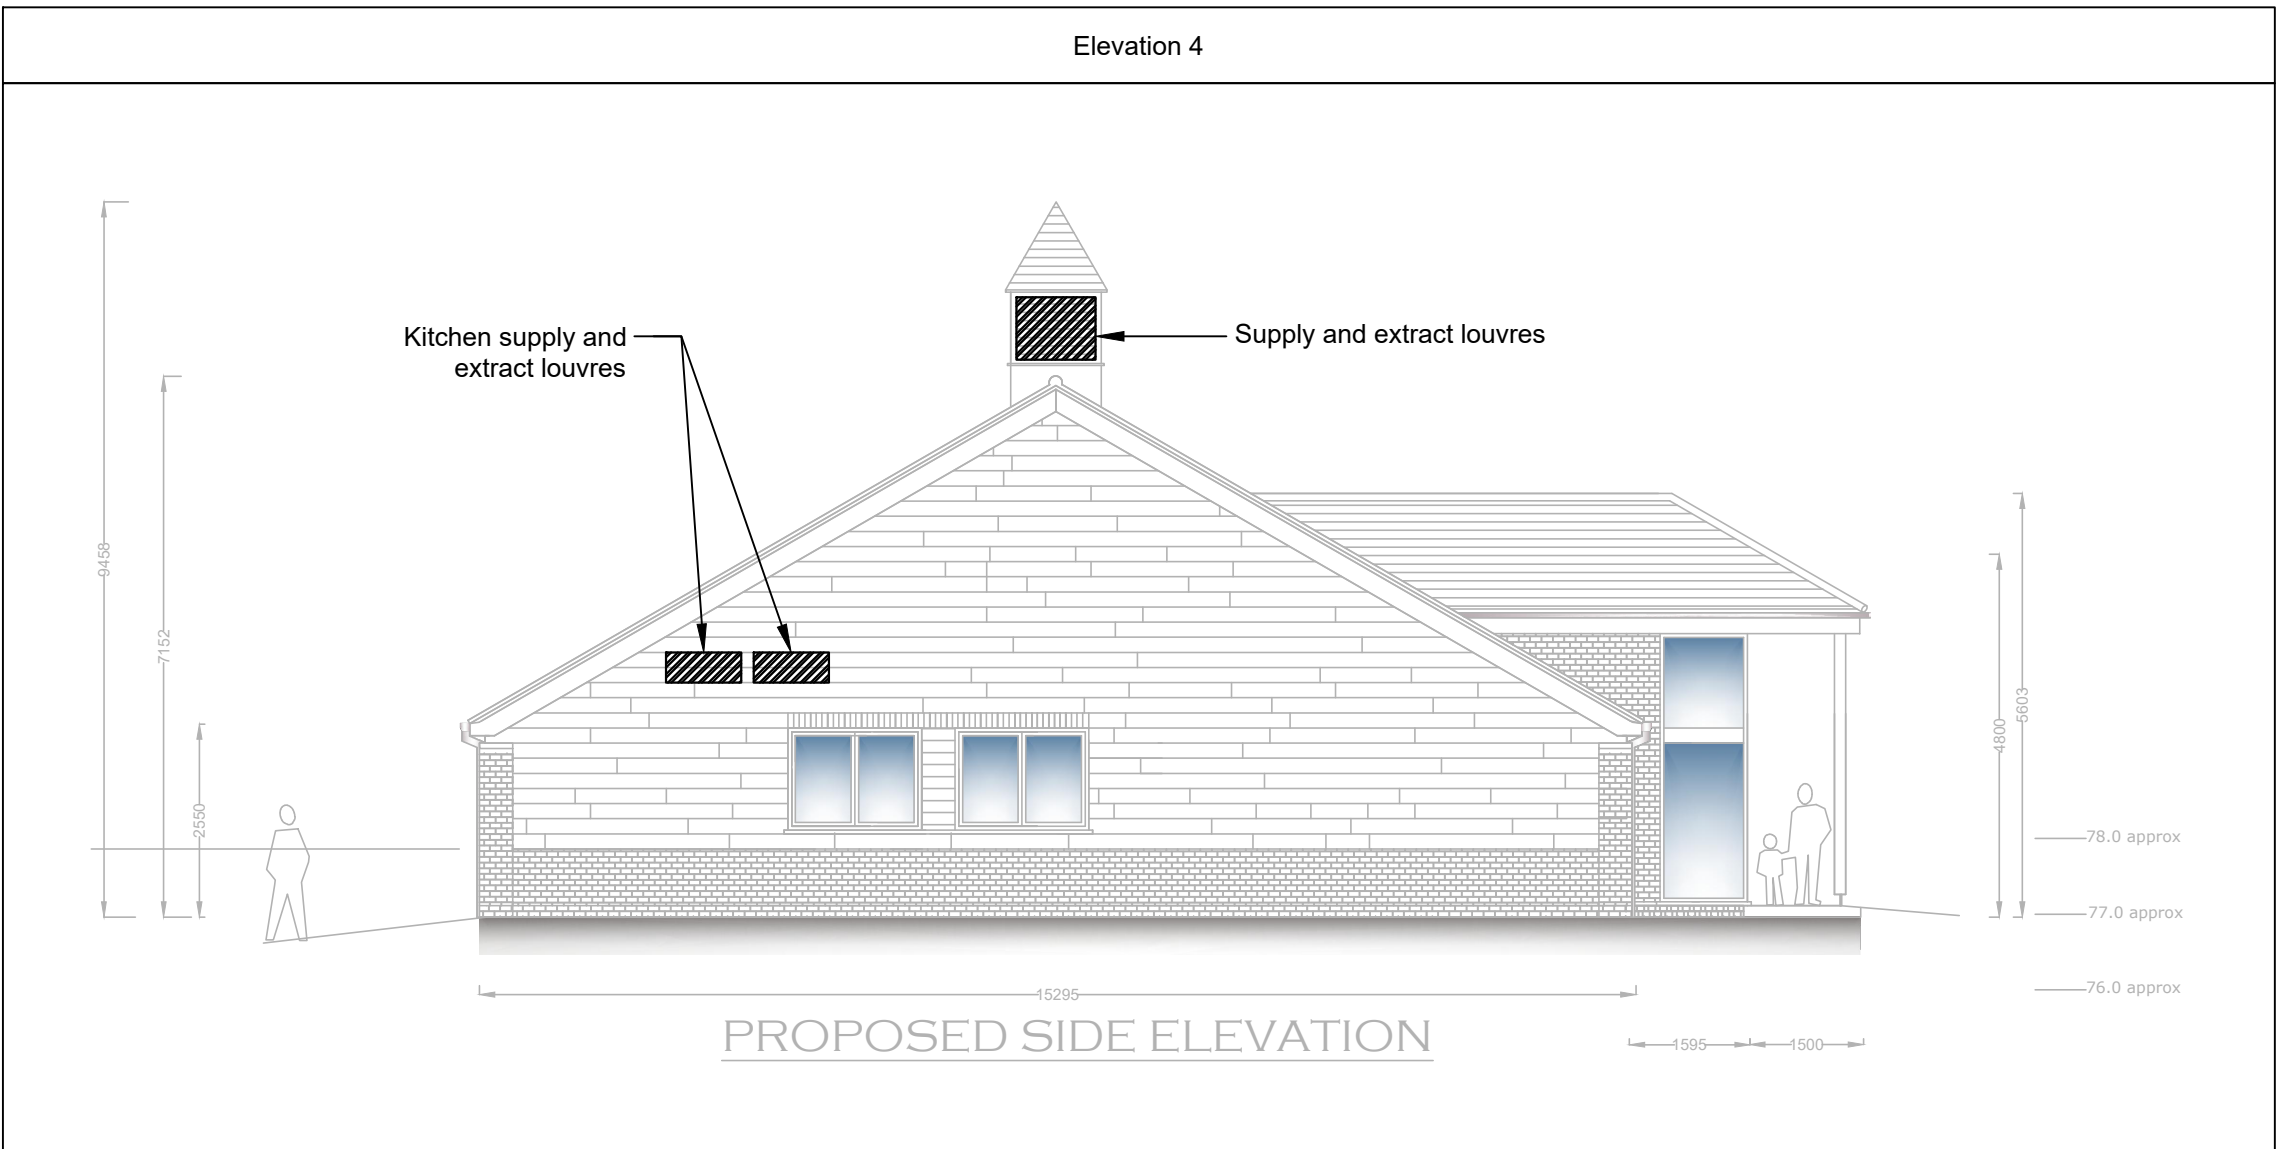 Elevation 4
Kitchen supply and
extract louvres
Supply and extract louvres
9458
7152
2550
4800
5603
78.0 approx
77.0 approx
76.0 approx
15295
PROPOSED SIDE ELEVATION
1595
1500